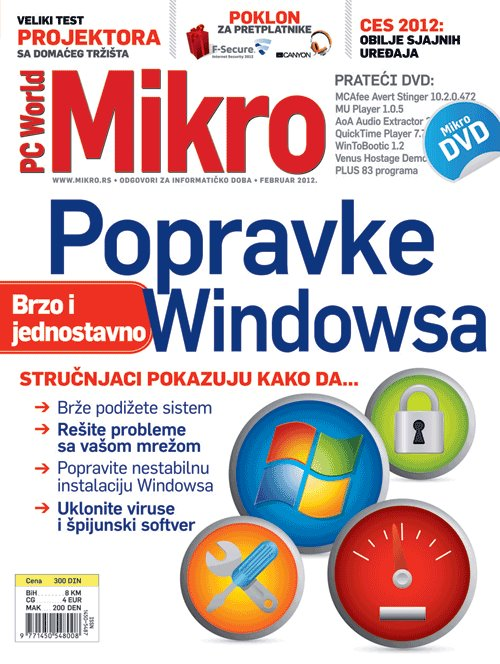 VELIKI TEST
PROJEKTORA
SA DOMAĆEG TRŽIŠTA
POKLON
ZA PRETPLATNIKE
F-Secure.
Internet Security 2012
CANYON
CES 2012:
OBILJE SJAJNIH
UREĐAJA
PC World
Mikro
WWW.MIKRO.RS • ODGOVORI ZA INFORMATIČKO DOBA • FEBRUAR 2012.
PRATEĆI DVD:
MCAfee Avert Stinger 10.2.0.472
MU Player 1.0.5
AoA Audio Extractor
QuickTime Player 7.
WinToBootic 1.2
Venus Hostage Demo
PLUS 83 programa
Mikro
DVD
Popravke
Windowsa
Brzo i
jednostavno
STRUČNJACI POKAZUJU KAKO DA...
Brže podižete sistem
Rešite probleme
sa vašom mrežom
Popravite nestabilnu
instalaciju Windowsa
Uklonite viruse
i špijunski softver
Cena 300 DIN
BiH 8 KM
CG 4 EUR
MAK 200 DEN
ISSN
1450-5487
9 771450 548008